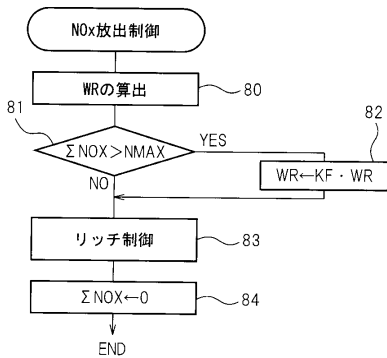 NOx放出制御
WRの算出
80
81
ΣNOX>NMAX
YES
82
WR←KF・WR
NO
リッチ制御
83
ΣNOX←0
84
END